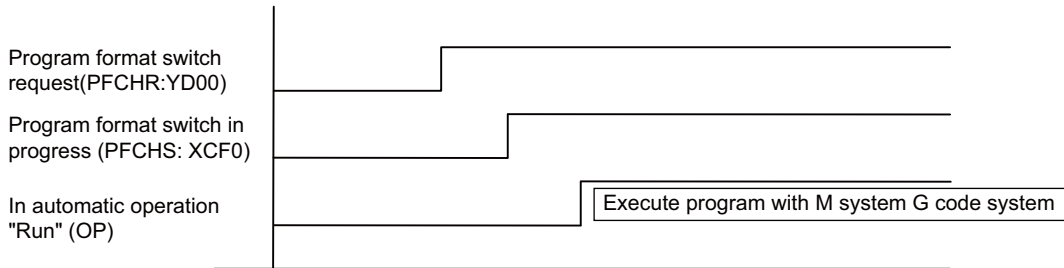 Program format switch
request(PFCHR:YD00)
Program format switch in
progress (PFCHS: XCF0)
In automatic operation
"Run" (OP)
Execute program with M system G code system